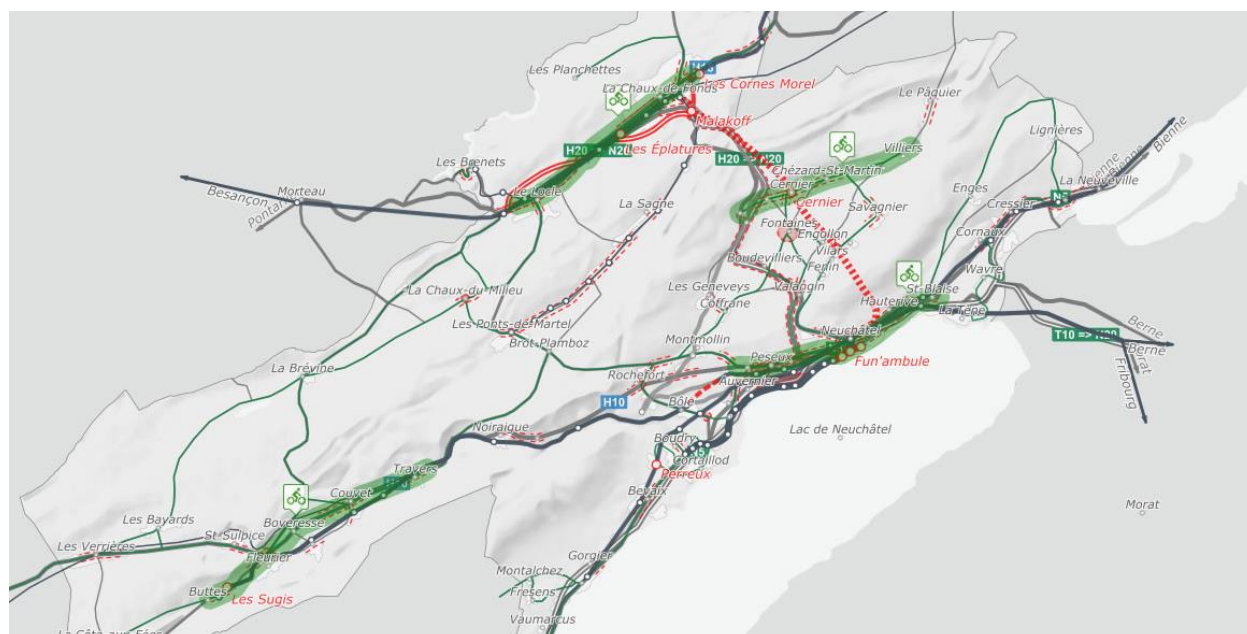 Les Planchettes
La Chaux-de-Fonds
Les Cornes Morel
Le Pâquier
Malakoff
Lignières
Les Éplatures
H20
N20
H20 => N20
Villiers
Les Brenets
Chézard-St-Martin
Bienne
Bienne
La Neuveville
Besançon
Morteau
Le Locle
Cernier
Cernier
Enges
N5
La Sagne
Savagnier
Cressier
Fontaines
Engollon
Cornaux
Boudevilliers
Vilars
Fenin
Wavre
La Chaux-du-Milieu
Les Geneveys
Coffrane
Valangin
St-Blaise
Hauterive
La Tène
Les Ponts-de-Martel
Neuchâtel
Berne
T10 => N20
Brot-Plamboz
Montmollin
Berne
Peseux
Fun'ambule
La Brévine
Rochefort
Auvernier
Fribourg
H10
Bôle
Noiraigue
Lac de Neuchâtel
Boudry
Travers
Cortaillod
Perreux
Couvet
Bevaix
Morat
Les Bayards
Boveresse
St-Sulpice
Les Verrières
Fleurier
Gorgier
Buttes
Les Sugis
Montalchez
Fresens
Vaumarcus
La Côte-aux-Fées